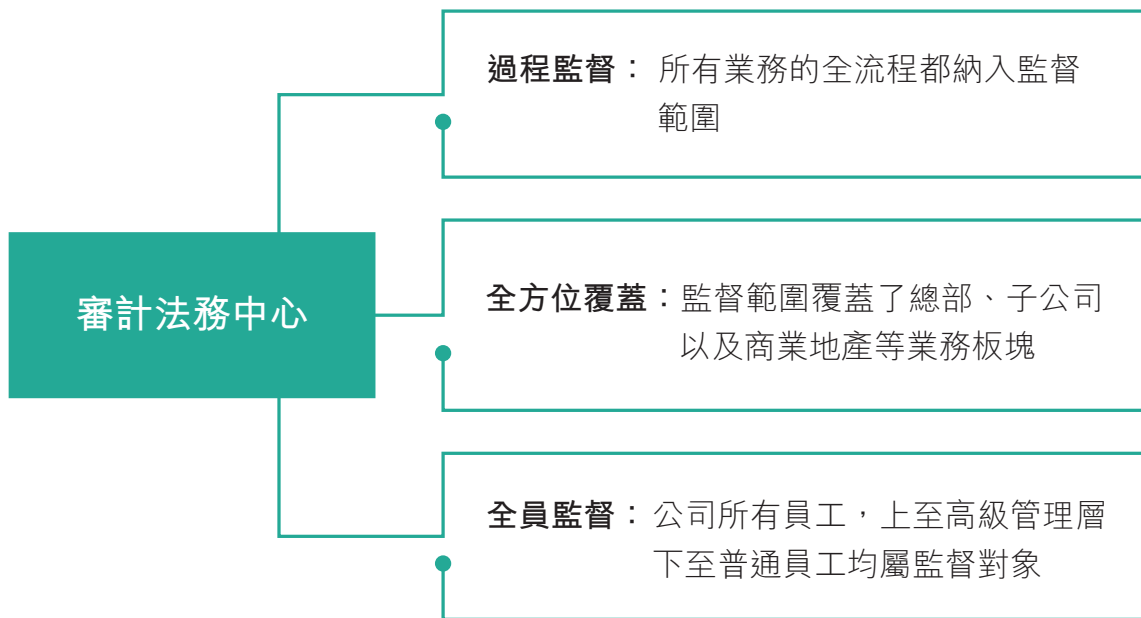 過程監督：所有業務的全流程都納入監督
範圍
審計法務中心
全方位覆蓋：監督範圍覆蓋了總部、子公司
以及商業地產等業務板塊
全員監督：公司所有員工，上至高級管理層
下至普通員工均屬監督對象